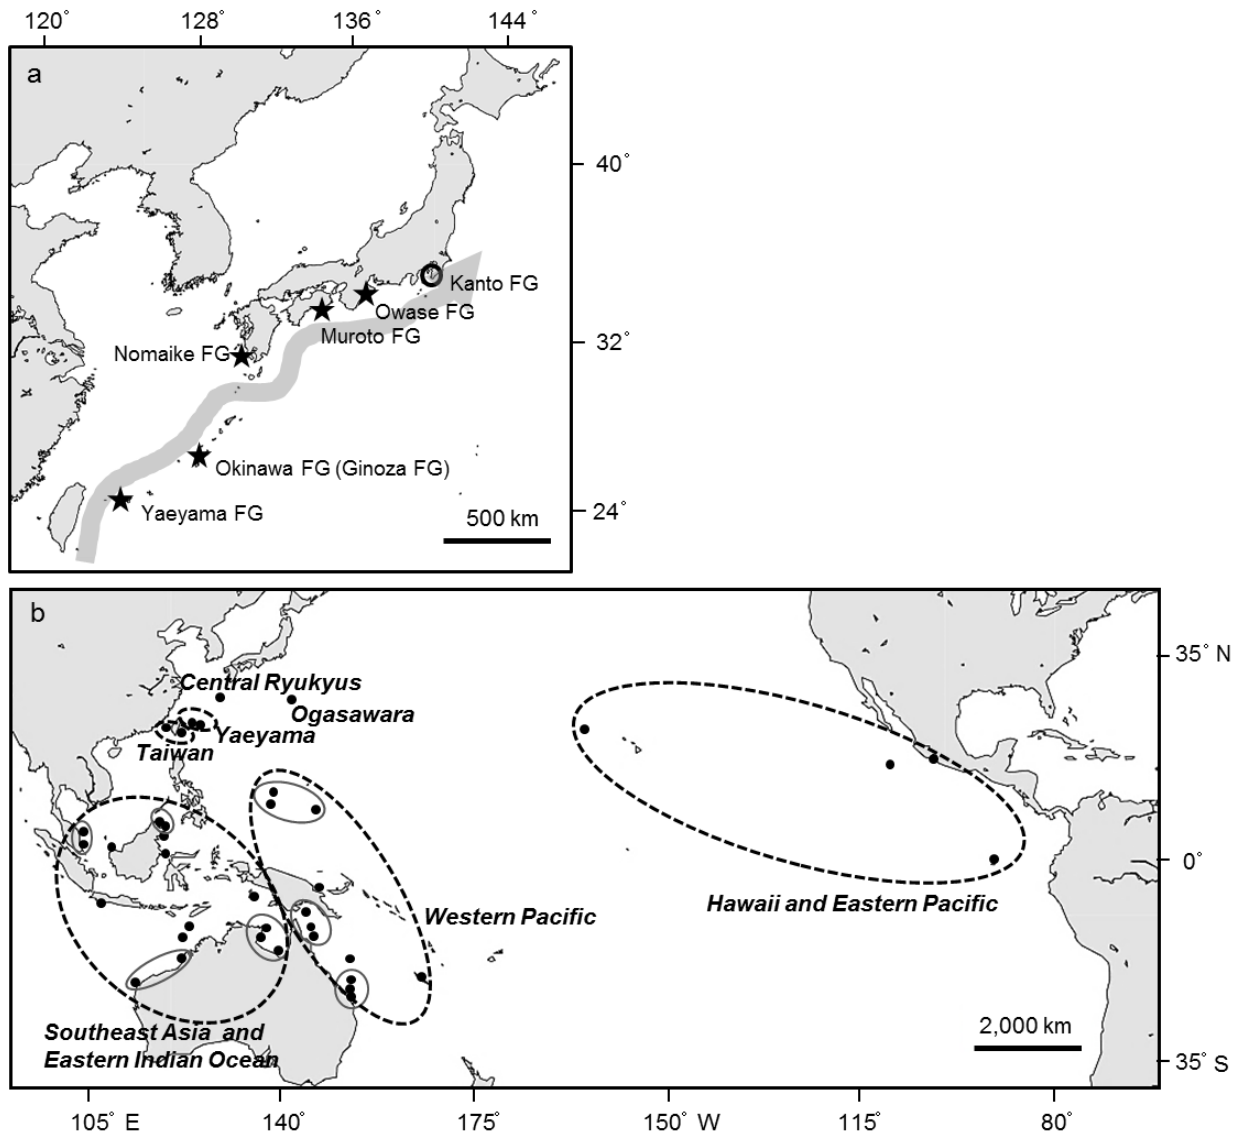 120° 128° 136° 144°
a
40°
Kanto FG
Owase FG
Muroto FG
32°
Nomaike FG
Okinawa FG (Ginoza FG)
Yaeyama FG
24°
500 km
b
35° N
Central Ryukyus
Ogasawara
Yaeyama
Taiwan
0°
Western Pacific
Hawaii and Eastern Pacific
Southeast Asia and
Eastern Indian Ocean
2,000 km
35° S
105° E 140° 175° 150° W 115° 80°